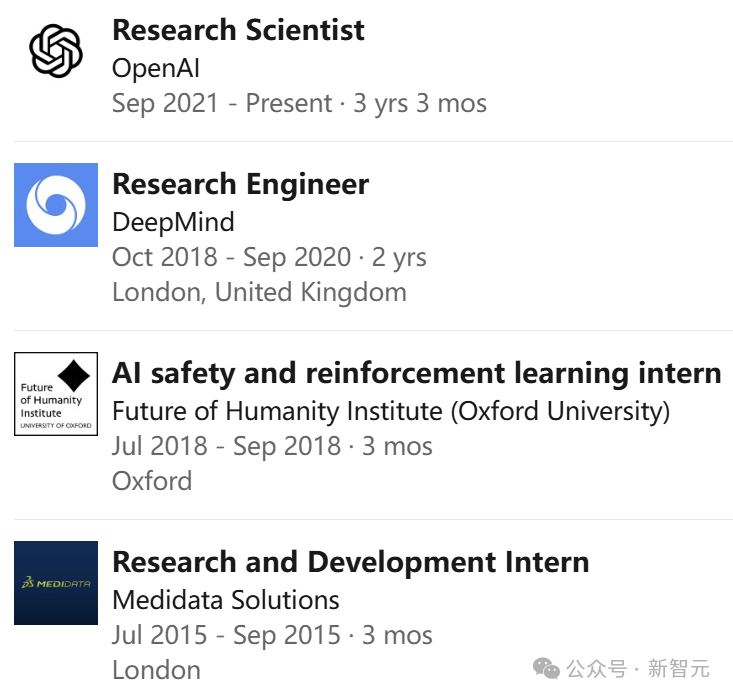 Research Scientist
OpenAI
Sep 2021 - Present · 3 yrs 3 mos
Research Engineer
DeepMind
Oct 2018 - Sep 2020 · 2 yrs
London, United Kingdom
Future
of Humanity
Institute
UNIVERSITY OF OXFORD
AI safety and reinforcement learning intern
Future of Humanity Institute (Oxford University)
Jul 2018 - Sep 2018 · 3 mos
Oxford
MEDIDATA
Research and Development Intern
Medidata Solutions
Jul 2015 - Sep 2015 · 3 mos
London
公众号 · 新智元